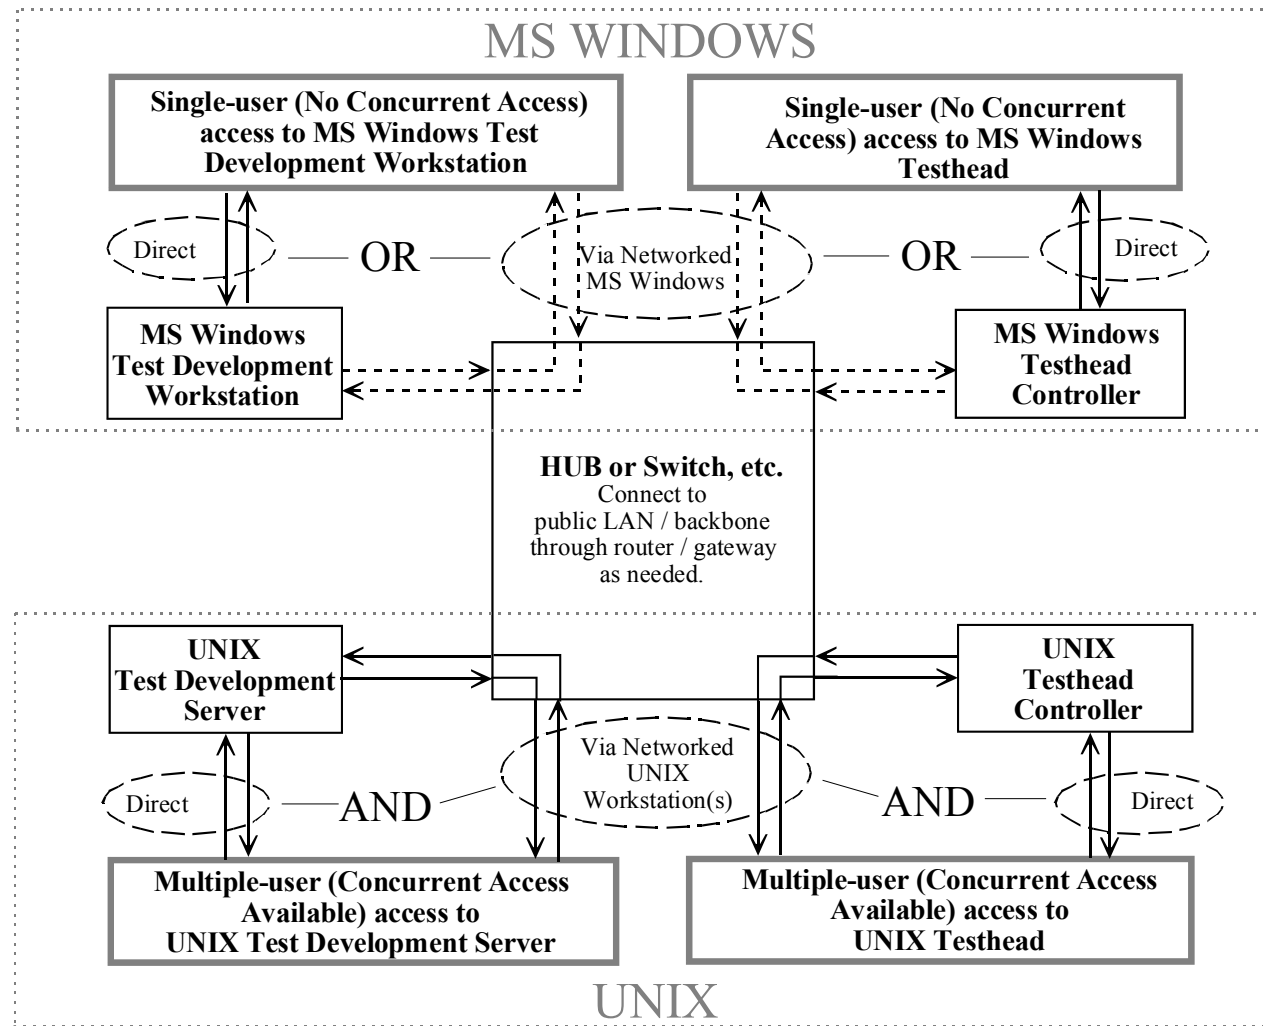 MS WINDOWS
Single-user (No Concurrent Access)
access to MS Windows Test
Development Workstation
Single-user (No Concurrent
Access) access to MS Windows
Testhead
Direct
OR
Via Networked
MS Windows
OR
Direct
MS Windows
Test Development
Workstation
MS Windows
Testhead
Controller
HUB or Switch, etc.
Connect to
public LAN / backbone
through router / gateway
as needed.
UNIX
Test Development
Server
UNIX
Testhead
Controller
Direct
AND
Via Networked
UNIX
Workstation(s)
AND
Direct
Multiple-user (Concurrent Access
Available) access to
UNIX Test Development Server
Multiple-user (Concurrent Access
Available) access to
UNIX Testhead
UNIX